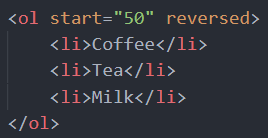 <ol start="50" reversed>
    <li>Coffee</li>
    <li>Tea</li>
    <li>Milk</li>
</ol>